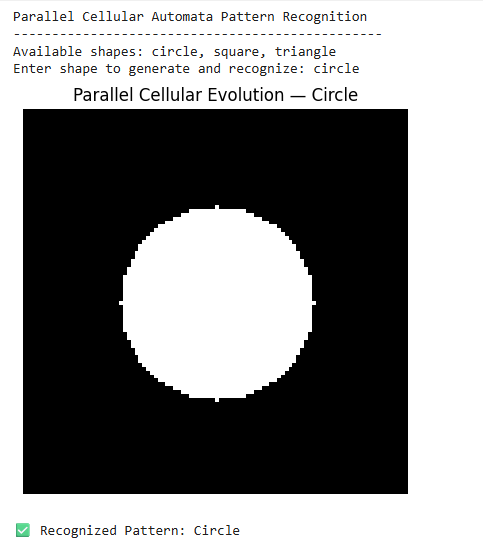 Parallel Cellular Automata Pattern Recognition
------------------------------------------------
Available shapes: circle, square, triangle
Enter shape to generate and recognize: circle
Parallel Cellular Evolution — Circle
✅ Recognized Pattern: Circle